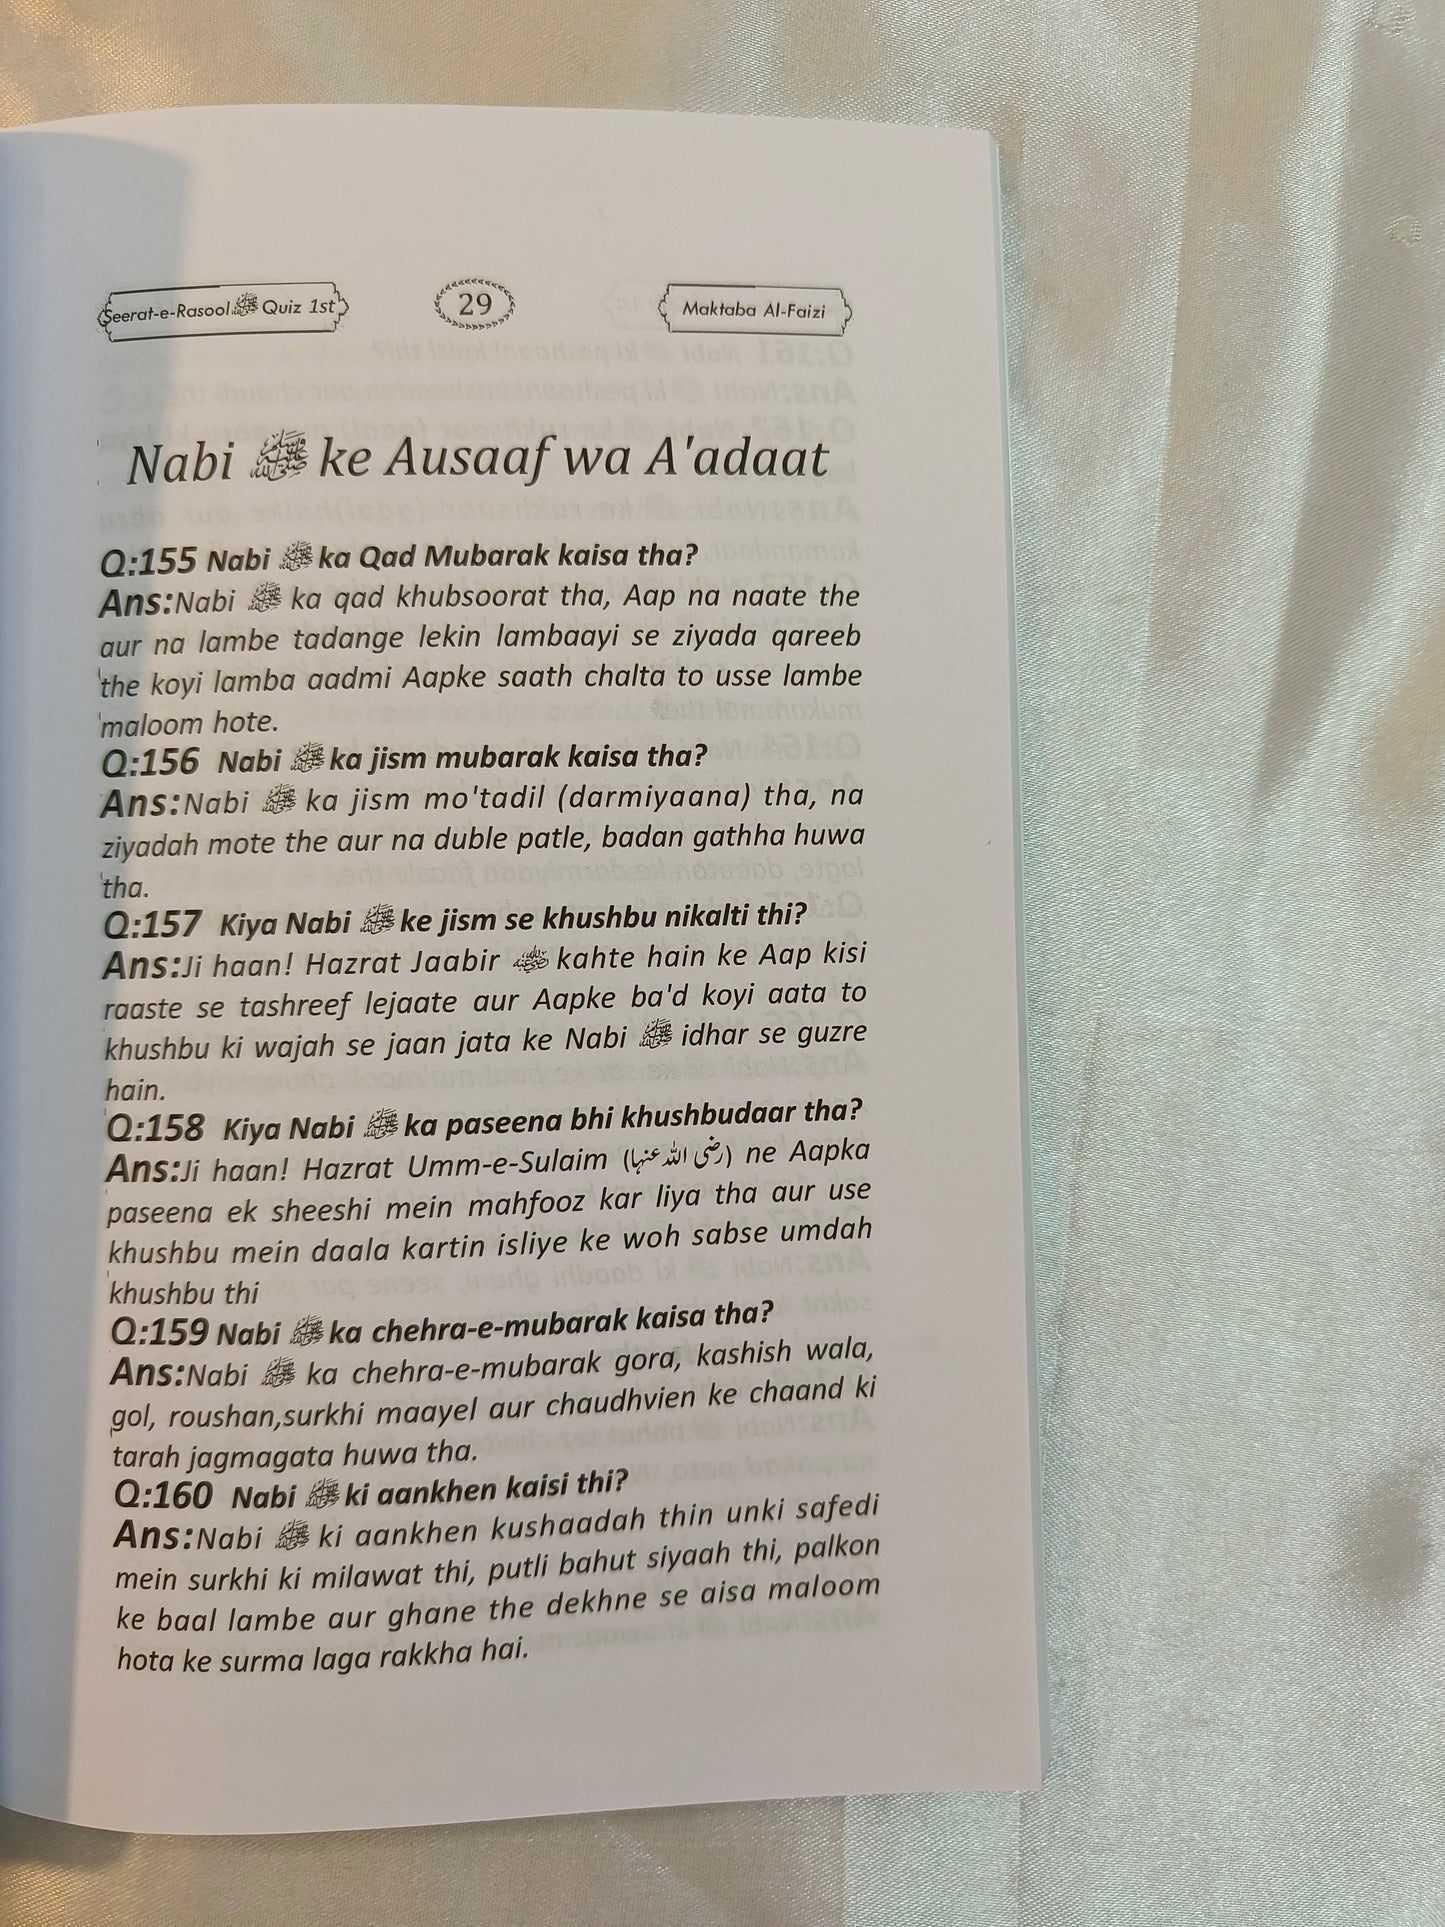 Seerat-e-Rasool ﷺ Quiz 1st
29
Maktaba Al-Faizi
Nabi ﷺ ke Ausaaf wa A'adaat
Q:155 Nabi ﷺ ka Qad Mubarak kaisa tha?
Ans:Nabi ﷺ ka qad khubsoorat tha, Aap na naate the
aur na lambe tadange lekin lambaayi se ziyada qareeb
the koyi lamba aadmi Aapke saath chalta to usse lambe
maloom hote.
Q:156 Nabi ﷺ ka jism mubarak kaisa tha?
Ans:Nabi ﷺ ka jism mo'tadil (darmiyaana) tha, na
ziyadah mote the aur na duble patle, badan gathha huwa
tha.
Q:157 Kiya Nabi ﷺ ke jism se khushbu nikalti thi?
Ans:Ji haan! Hazrat Jaabir رضی اللہ عنہ kahte hain ke Aap kisi
raaste se tashreef lejaate aur Aapke ba'd koyi aata to
khushbu ki wajah se jaan jata ke Nabi ﷺ idhar se guzre
hain.
Q:158 Kiya Nabi ﷺ ka paseena bhi khushbudaar tha?
Ans:Ji haan! Hazrat Umm-e-Sulaim (رضی اللہ عنہا) ne Aapka
paseena ek sheeshi mein mahfooz kar liya tha aur use
khushbu mein daala kartin isliye ke woh sabse umdah
khushbu thi
Q:159 Nabi ﷺ ka chehra-e-mubarak kaisa tha?
Ans:Nabi ﷺ ka chehra-e-mubarak gora, kashish wala,
gol, roushan,surkhi maayel aur chaudhvien ke chaand ki
tarah jagmagata huwa tha.
Q:160 Nabi ﷺ ki aankhen kaisi thi?
Ans:Nabi ﷺ ki aankhen kushaadah thin unki safedi
mein surkhi ki milawat thi, putli bahut siyaah thi, palkon
ke baal lambe aur ghane the dekhne se aisa maloom
hota ke surma laga rakkha hai.